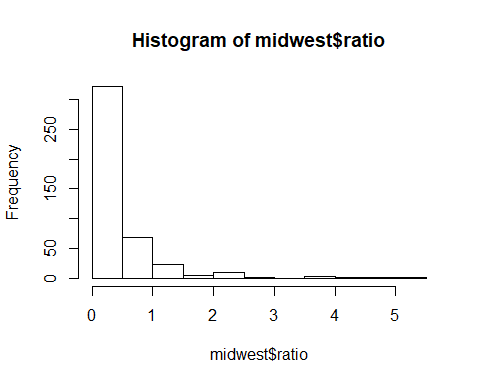 Histogram of midwest$ratio
Frequency
250
150
50
0
0 1 2 3 4 5
midwest$ratio